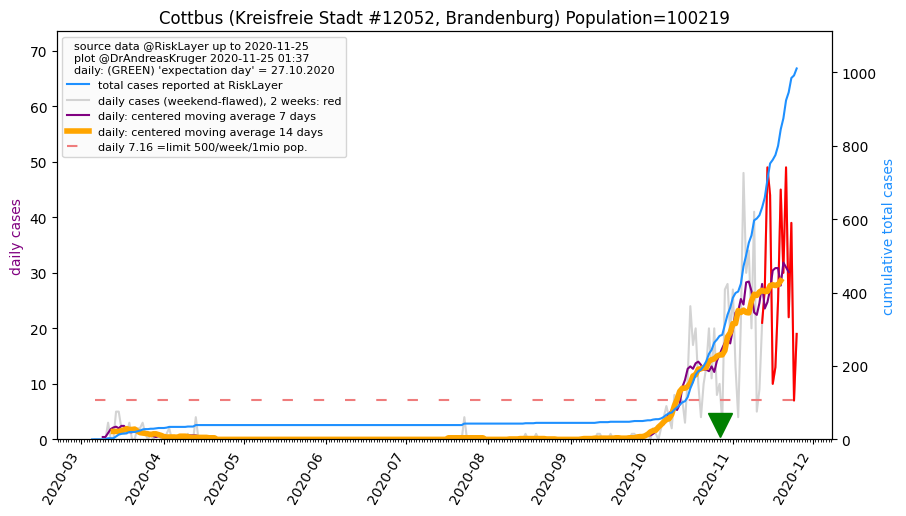 Cottbus (Kreisfreie Stadt #12052, Brandenburg) Population=100219
source data @RiskLayer up to 2020-11-25
plot @DrAndreasKruger 2020-11-25 01:37
daily: (GREEN) 'expectation day' = 27.10.2020
total cases reported at RiskLayer
daily cases (weekend-flawed), 2 weeks: red
daily: centered moving average 7 days
daily: centered moving average 14 days
daily 7.16 =limit 500/week/1mio pop.
daily cases
70
60
50
40
30
20
10
0
1000
800
600
400
200
0
cumulative total cases
2020-03
2020-04
2020-05
2020-06
2020-07
2020-08
2020-09
2020-10
2020-11
2020-12